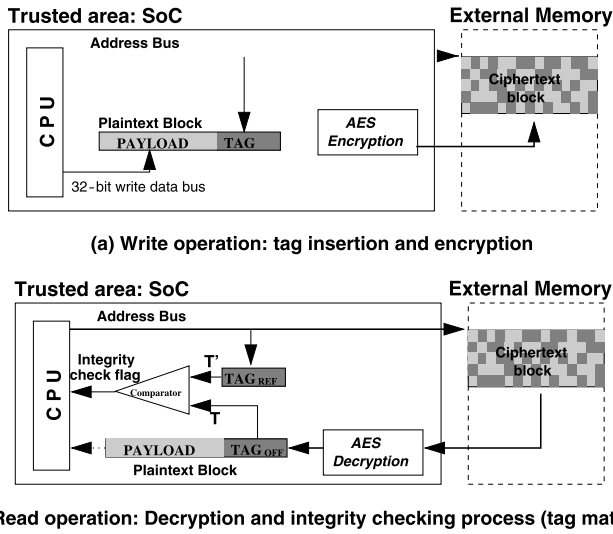 Trusted area: SoC
External Memory
Address Bus
CPU
Plaintext Block
PAYLOAD TAG
AES
Encryption
Ciphertext
block
32-bit write data bus
(a) Write operation: tag insertion and encryption
Trusted area: SoC
External Memory
Address Bus
CPU
Integrity
check flag
Comparator
T'
TAG REF
T
Ciphertext
block
PAYLOAD TAG OFF
AES
Decryption
Plaintext Block
Read operation: Decryption and integrity checking process (tag mat